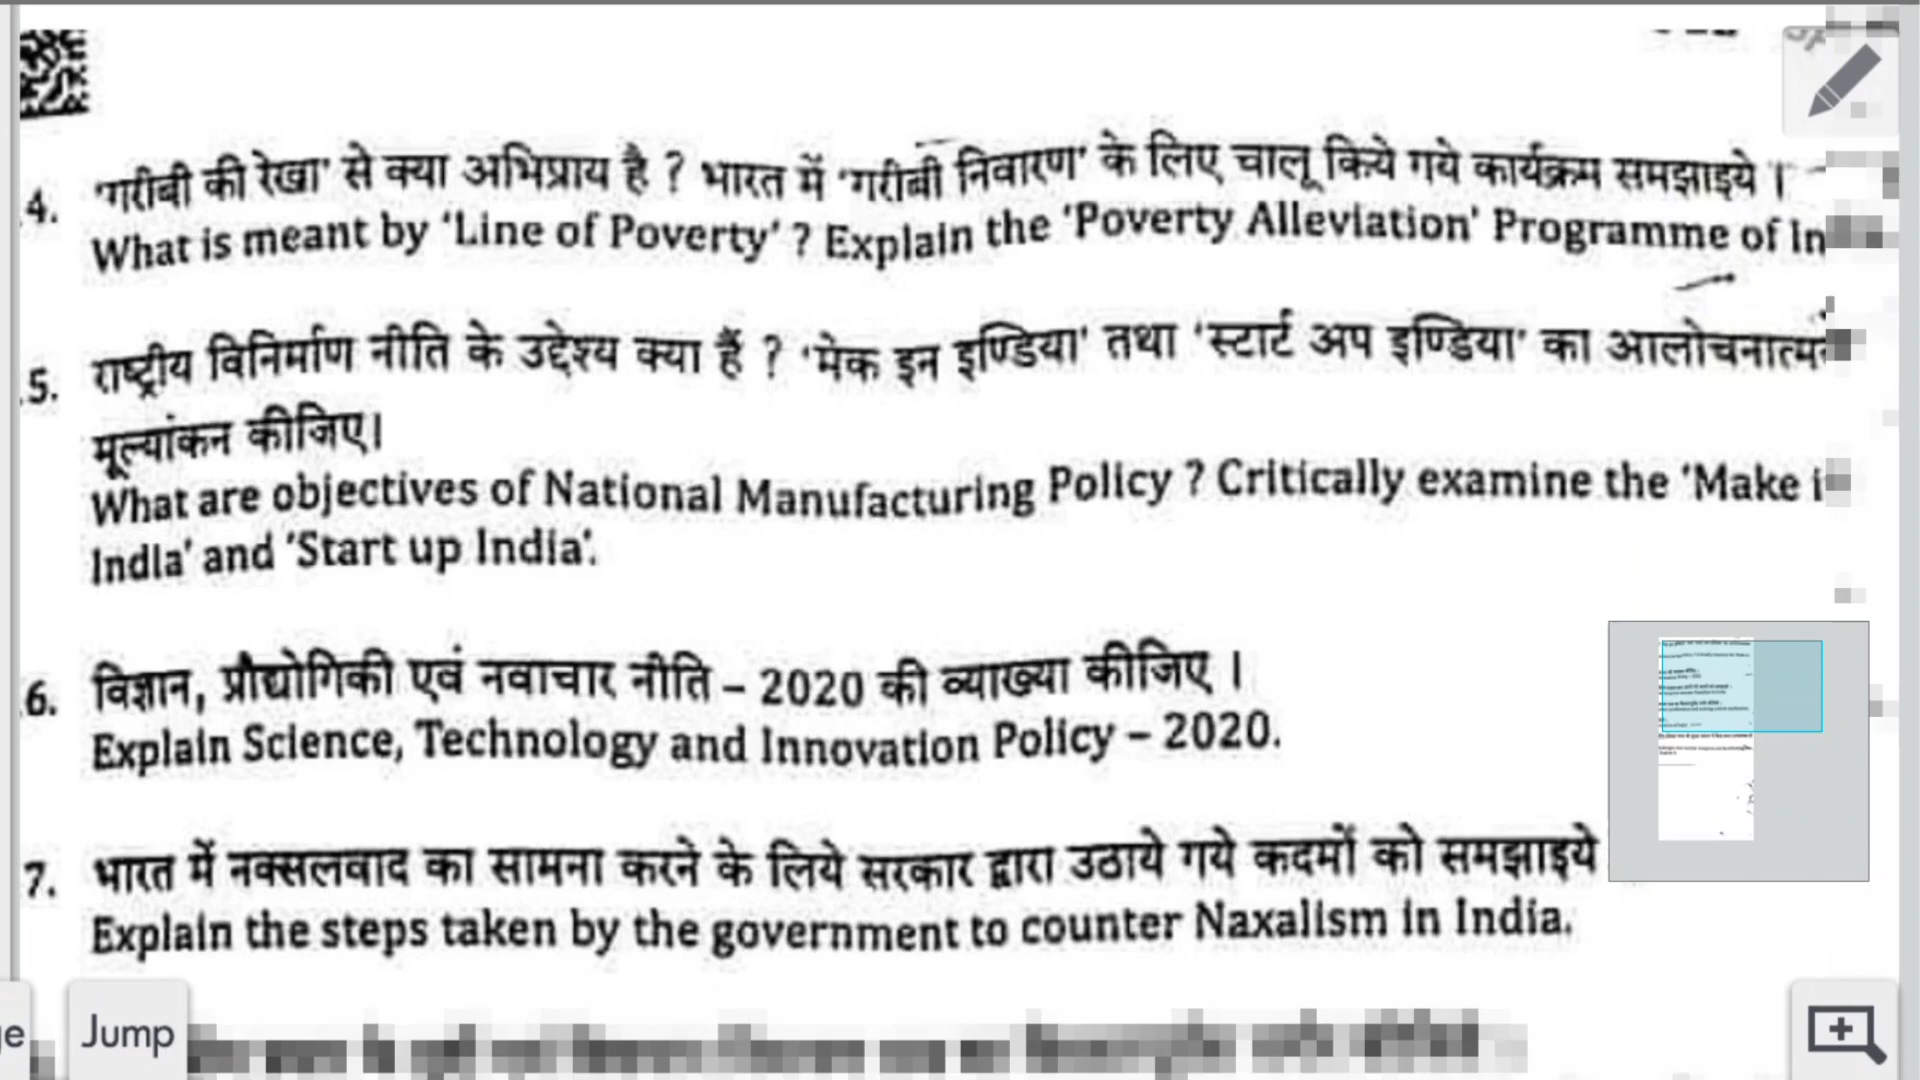 .4. 'गरीबी की रेखा' से क्या अभिप्राय है ? भारत में 'गरीबी निवारण' के लिए चालू किये गये कार्यक्रम समझाइये ।
What is meant by 'Line of Poverty' ? Explain the 'Poverty Alleviation' Programme of In
.5. राष्ट्रीय विनिर्माण नीति के उद्देश्य क्या हैं ? 'मेक इन इण्डिया' तथा 'स्टार्ट अप इण्डिया' का
मूल्यांकन कीजिए।
What are objectives of National Manufacturing Policy ? Critically examine the 'Make i
India' and 'Start up India'.
.6. विज्ञान, प्रौद्योगिकी एवं नवाचार नीति – 2020 की व्याख्या कीजिए ।
Explain Science, Technology and Innovation Policy – 2020.
7. भारत में नक्सलवाद का सामना करने के लिये सरकार द्वारा उठाये गये कदमों को समझाइये
Explain the steps taken by the government to counter Naxalism in India.
Jump